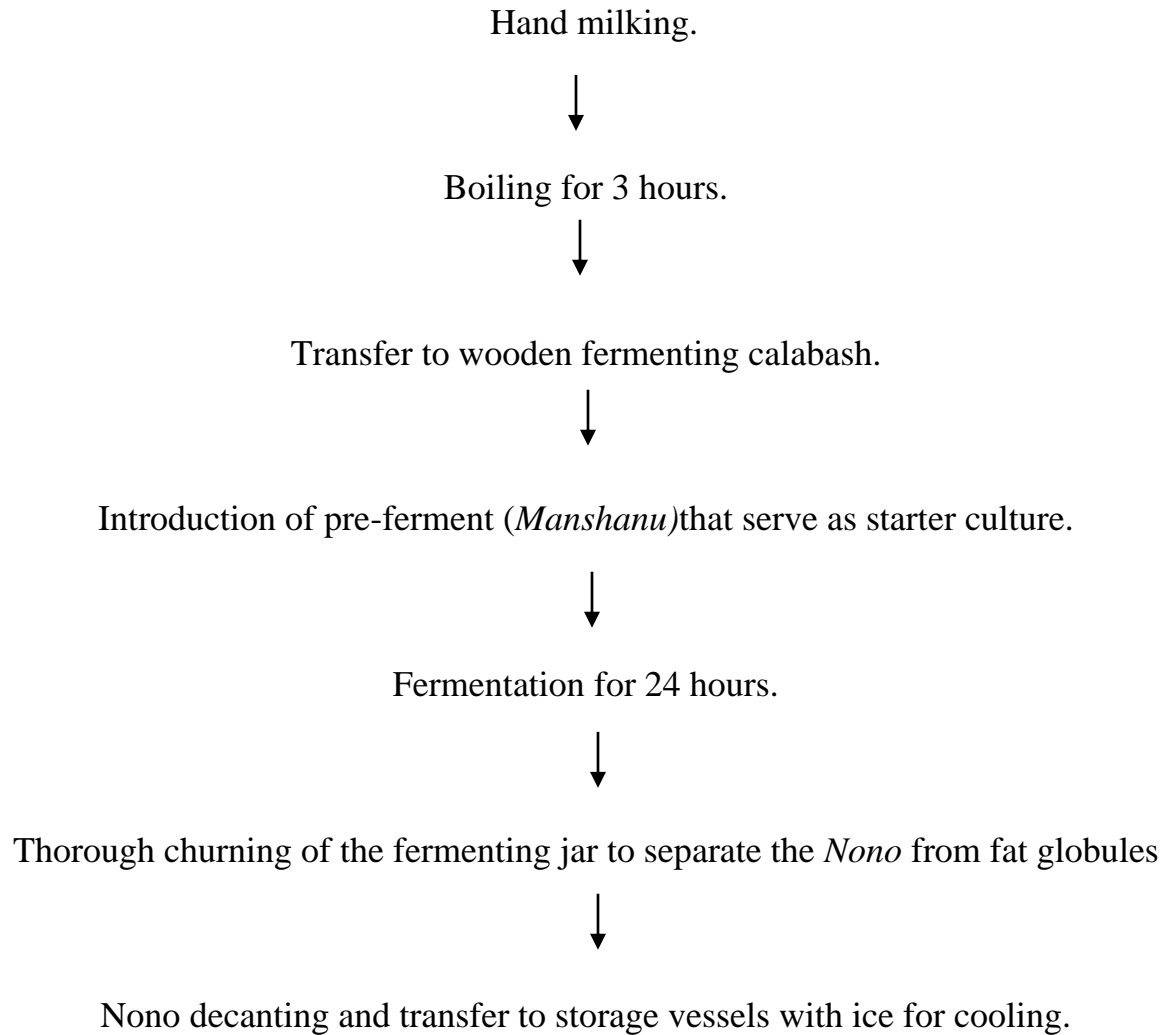 Hand milking.
Boiling for 3 hours.
Transfer to wooden fermenting calabash.
Introduction of pre-ferment (Manshanu)that serve as starter culture.
Fermentation for 24 hours.
Thorough churning of the fermenting jar to separate the Nono from fat globules
Nono decanting and transfer to storage vessels with ice for cooling.